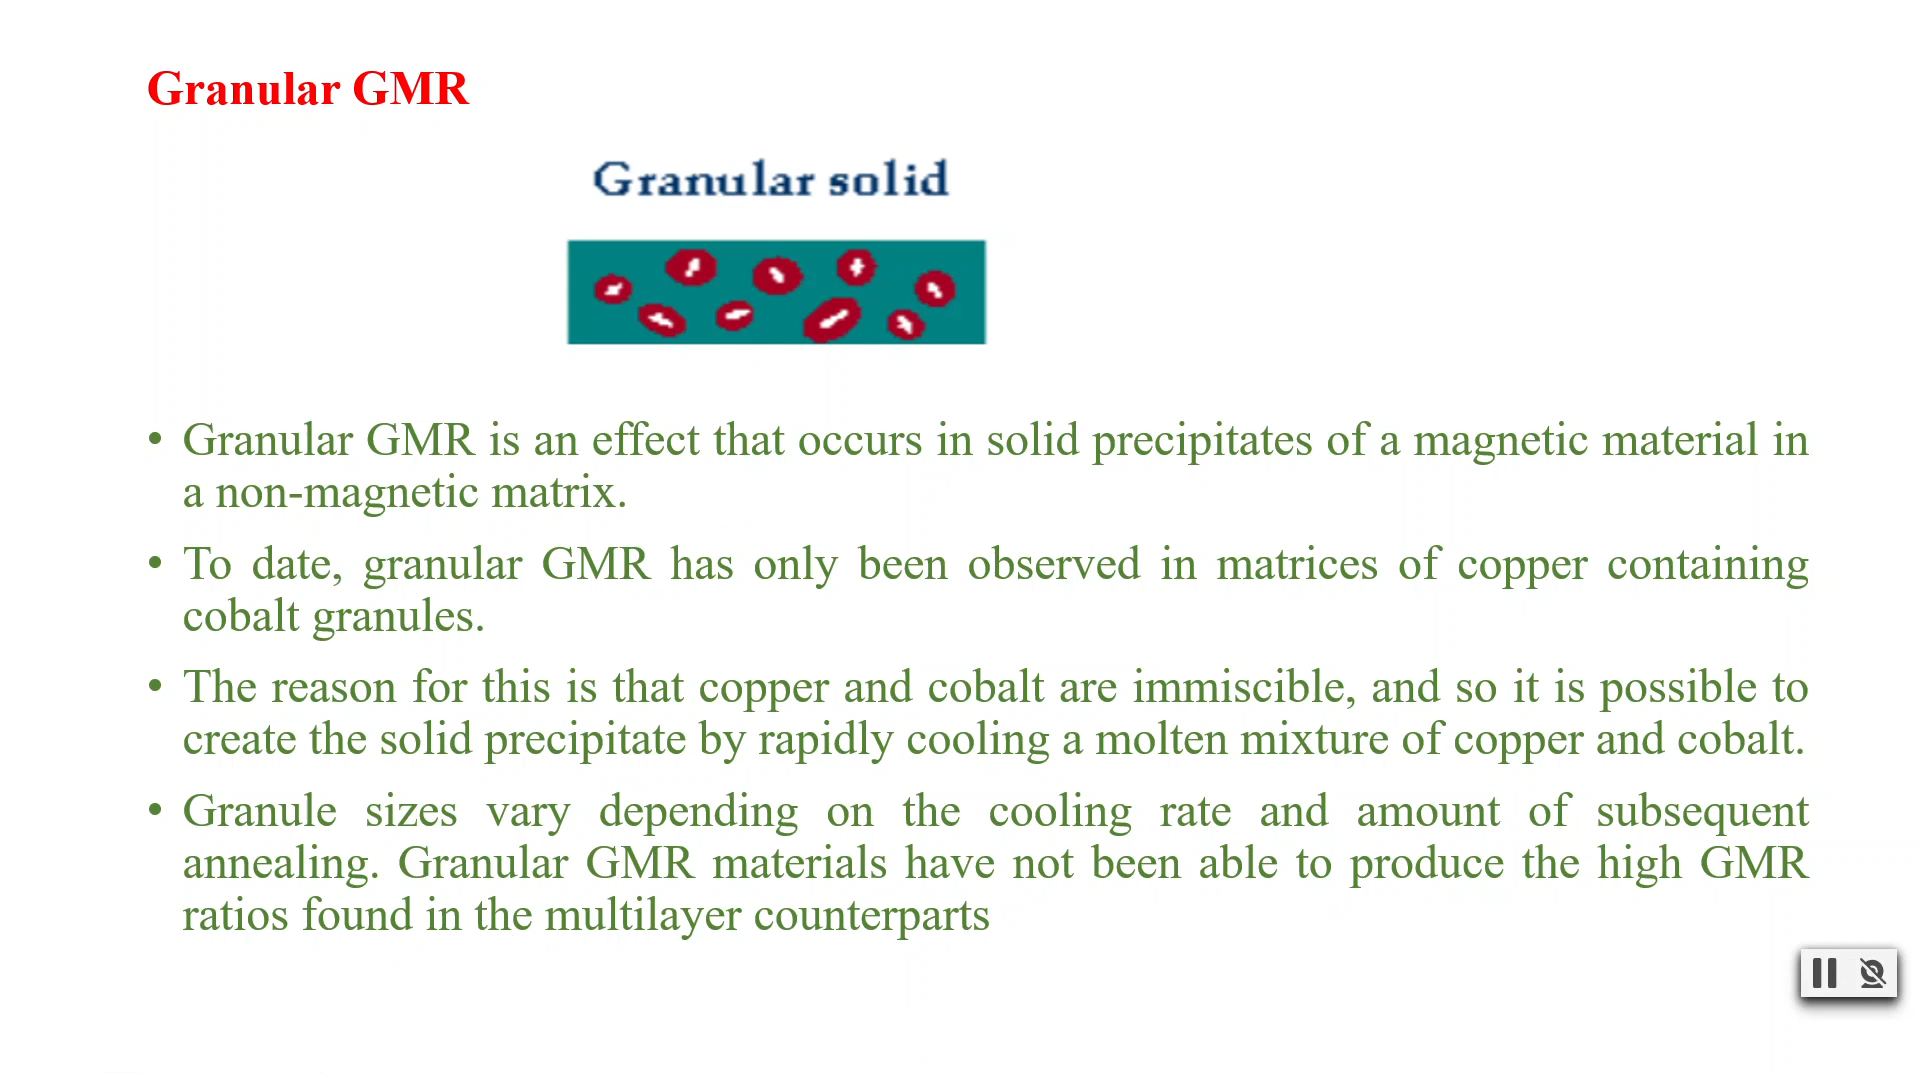 Granular GMR
Granular solid
• Granular GMR is an effect that occurs in solid precipitates of a magnetic material in
a non-magnetic matrix.
• To date, granular GMR has only been observed in matrices of copper containing
cobalt granules.
• The reason for this is that copper and cobalt are immiscible, and so it is possible to
create the solid precipitate by rapidly cooling a molten mixture of copper and cobalt.
• Granule sizes vary depending on the cooling rate and amount of subsequent
annealing. Granular GMR materials have not been able to produce the high GMR
ratios found in the multilayer counterparts